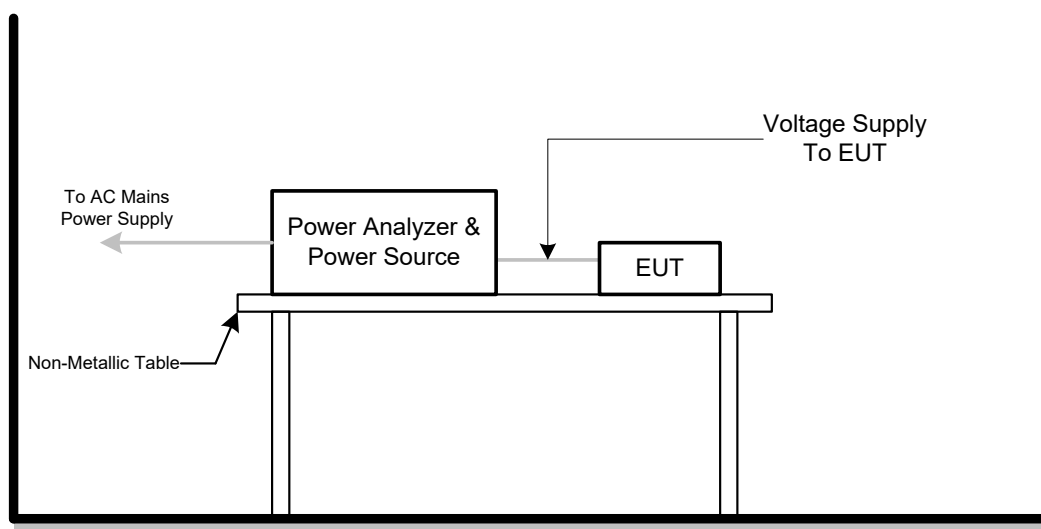 Voltage Supply
To EUT
To AC Mains
Power Supply
Power Analyzer &
Power Source
EUT
Non-Metallic Table